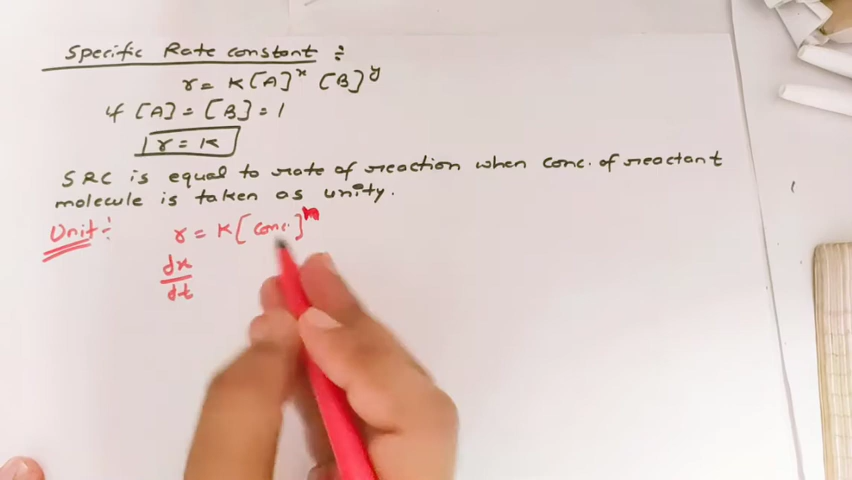 Specific Rate constant :-
r = K[A]^x [B]^y
if [A] = [B] = 1
r = K
SRC is equal to rate of reaction when conc. of reactant
molecule is taken as unity.
Unit :- r = K[conc.]^n
dx
dt